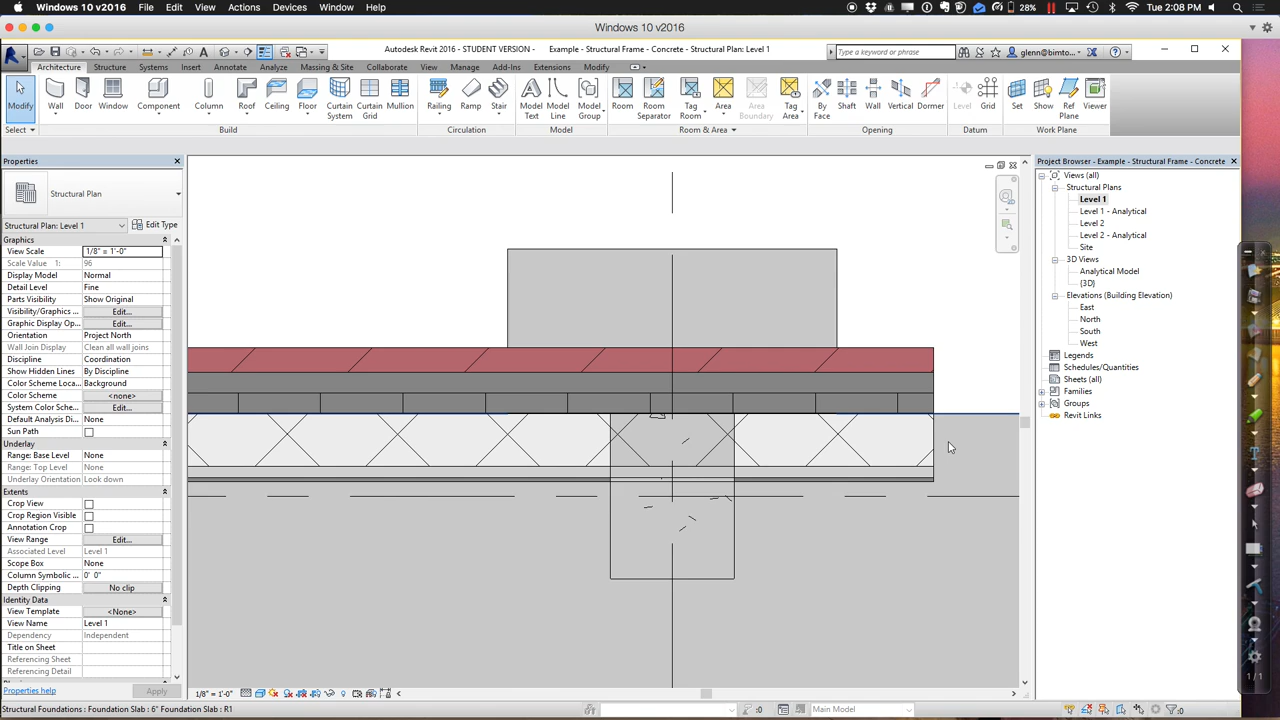 Windows 10 v2016 File Edit View Actions Devices Window Help 28% Tue 2:08 PM
Windows 10 v2016
Autodesk Revit 2016 - STUDENT VERSION - Example - Structural Frame - Concrete - Structural Plan: Level 1 Type a keyword or phrase glenn@bimto...
Architecture Structure Systems Insert Annotate Analyze Massing & Site Collaborate View Manage Add-Ins Extensions Modify
Modify Wall Door Window Component Column Roof Ceiling Floor Curtain System Curtain Grid Mullion Railing Ramp Stair Model Text Model Line Model Group Room Room Separator Tag Room Area Area Boundary Tag Area By Face Shaft Wall Vertical Dormer Level Grid Set Show Ref Plane Viewer
Select Build Circulation Model Room & Area Opening Datum Work Plane
Properties
Structural Plan
Structural Plan: Level 1 Edit Type
Graphics
View Scale 1/8" = 1'-0"
Scale Value 1: 96
Display Model Normal
Detail Level Fine
Parts Visibility Show Original
Visibility/Graphics ... Edit...
Graphic Display Op... Edit...
Orientation Project North
Wall Join Display Clean all wall joins
Discipline Coordination
Show Hidden Lines By Discipline
Color Scheme Loca... Background
Color Scheme <none>
System Color Sche... Edit...
Default Analysis Di... None
Sun Path
Underlay
Range: Base Level None
Range: Top Level None
Underlay Orientation Look down
Extents
Crop View
Crop Region Visible
Annotation Crop
View Range Edit...
Associated Level Level 1
Scope Box None
Column Symbolic ... 0' 0"
Depth Clipping No clip
Identity Data
View Template <None>
View Name Level 1
Dependency Independent
Title on Sheet
Referencing Sheet
Referencing Detail
Properties help Apply
Project Browser - Example - Structural Frame - Concrete
Views (all)
Structural Plans
Level 1
Level 1 - Analytical
Level 2
Level 2 - Analytical
Site
3D Views
Analytical Model
{3D}
Elevations (Building Elevation)
East
North
South
West
Legends
Schedules/Quantities
Sheets (all)
Families
Groups
Revit Links
1 / 1
1/8" = 1'-0"
Structural Foundations : Foundation Slab : 6" Foundation Slab : R1 :0 Main Model :0